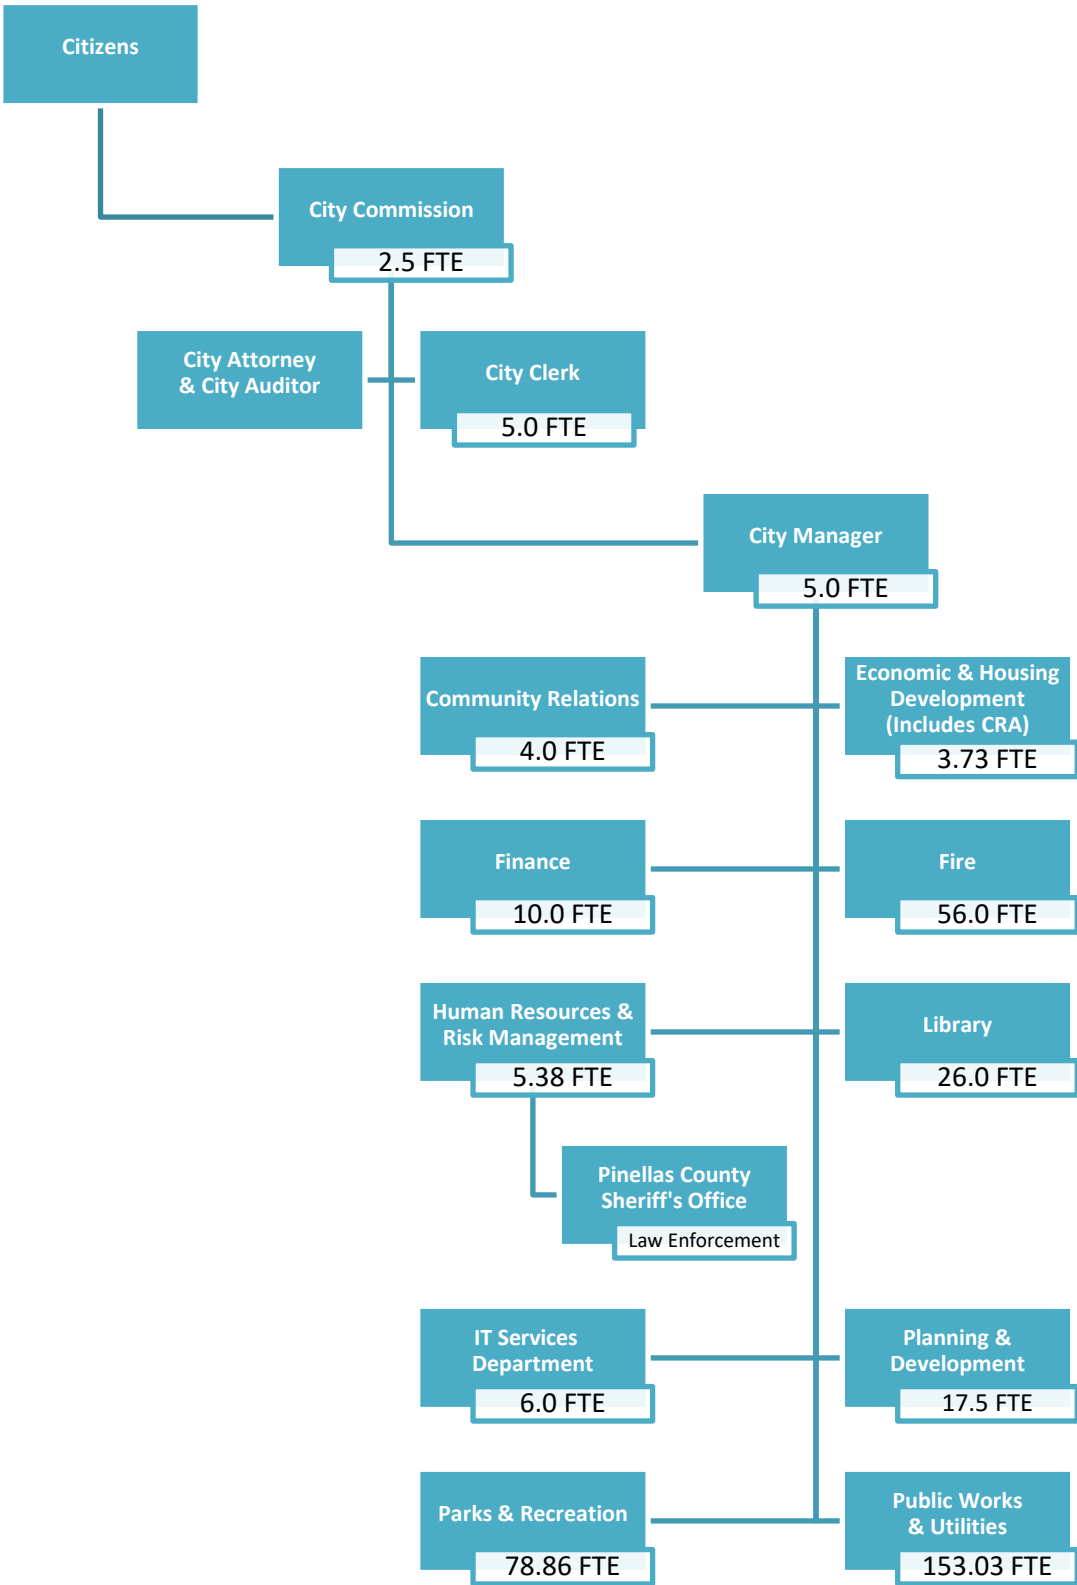 Citizens
City Commission
2.5 FTE
City Attorney
& City Auditor
City Clerk
5.0 FTE
City Manager
5.0 FTE
Community Relations
4.0 FTE
Economic & Housing
Development
(Includes CRA)
3.73 FTE
Finance
10.0 FTE
Fire
56.0 FTE
Human Resources &
Risk Management
5.38 FTE
Library
26.0 FTE
Pinellas County
Sheriff's Office
Law Enforcement
IT Services
Department
6.0 FTE
Planning &
Development
17.5 FTE
Parks & Recreation
78.86 FTE
Public Works
& Utilities
153.03 FTE